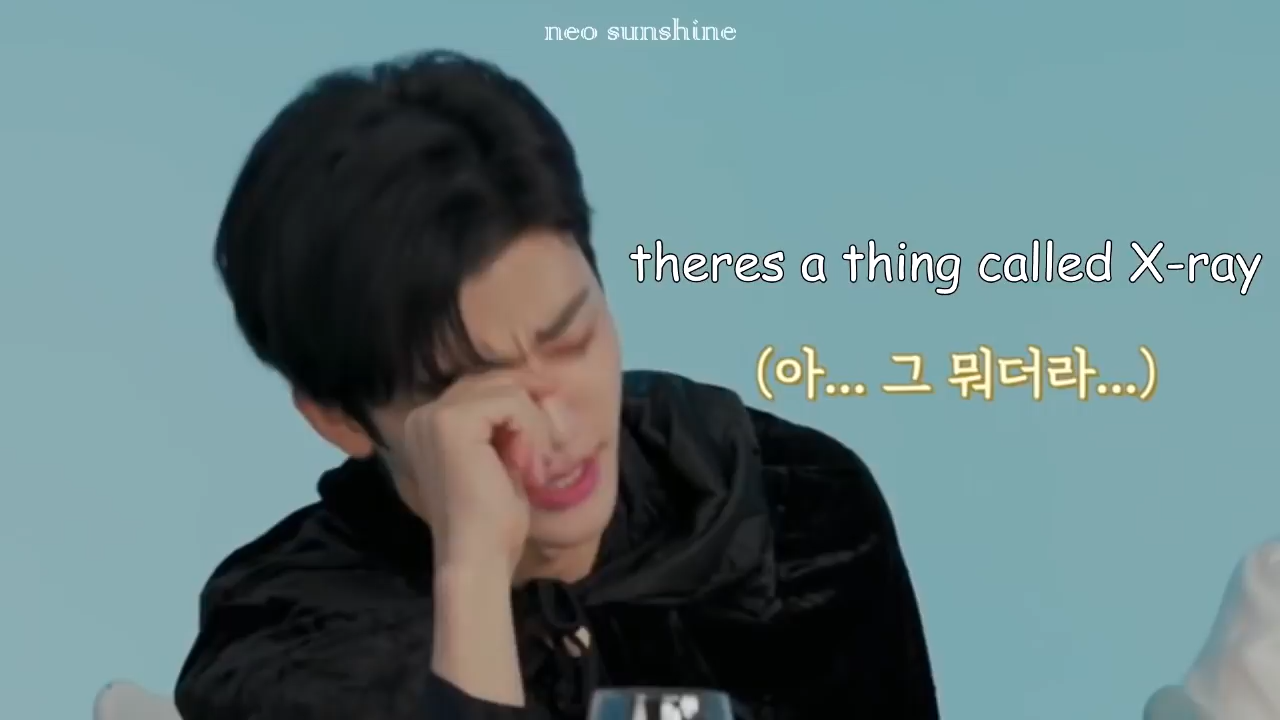 neo sunshine
theres a thing called X-ray
(아... 그 뭐더라...)